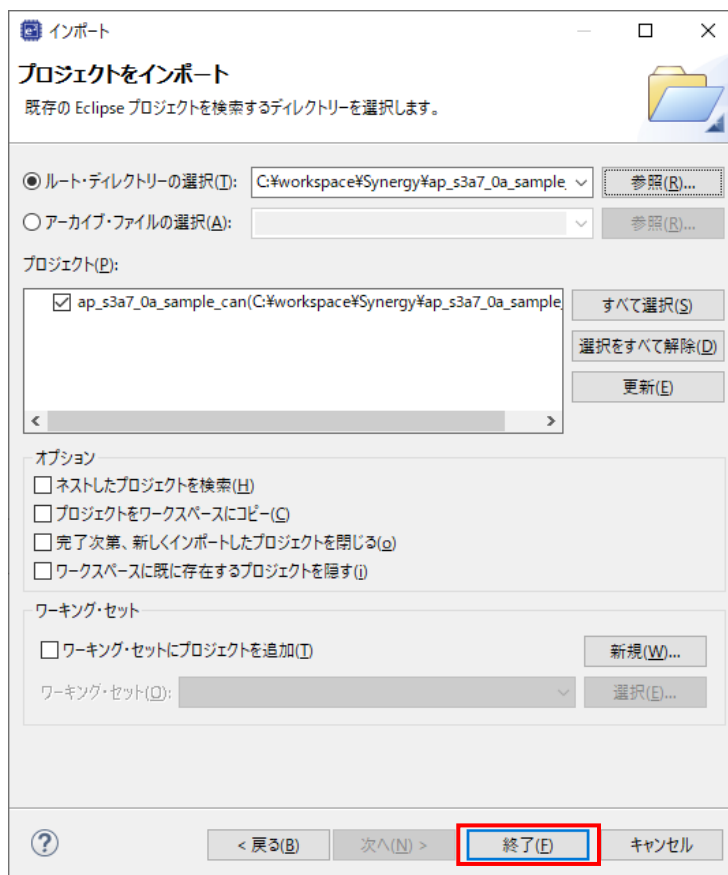 e² インポート
プロジェクトをインポート
既存の Eclipse プロジェクトを検索するディレクトリーを選択します。
ルート・ディレクトリーの選択(T): C:¥workspace¥Synergy¥ap_s3a7_0a_sample_ 参照(R)...
アーカイブ・ファイルの選択(A): 参照(R)...
プロジェクト(P):
ap_s3a7_0a_sample_can(C:¥workspace¥Synergy¥ap_s3a7_0a_sample_ すべて選択(S)
選択をすべて解除(D)
更新(E)
オプション
ネストしたプロジェクトを検索(H)
プロジェクトをワークスペースにコピー(C)
完了次第、新しくインポートしたプロジェクトを閉じる(o)
ワークスペースに既に存在するプロジェクトを隠す(i)
ワーキング・セット
ワーキング・セットにプロジェクトを追加(T) 新規(W)...
ワーキング・セット(O): 選択(E)...
? < 戻る(B) 次へ(N) > 終了(F) キャンセル